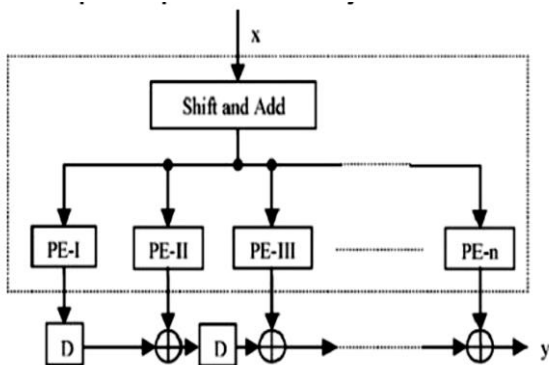 x
Shift and Add
PE-I
PE-II
PE-III
PE-n
D
D
y